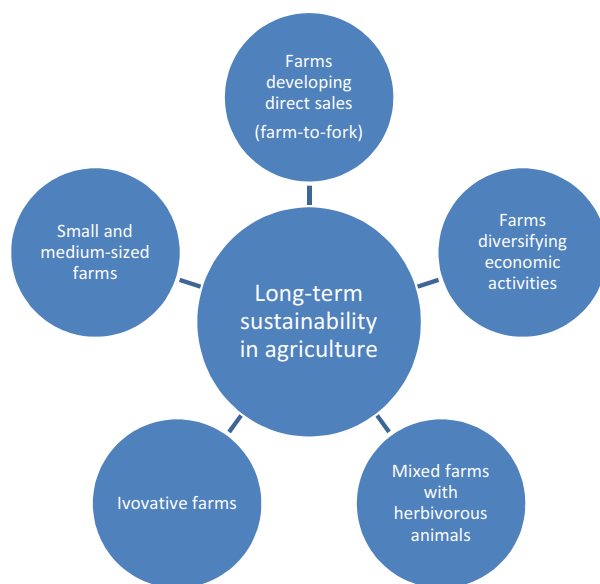 Farms
developing
direct sales
(farm-to-fork)
Farms
diversifying
economic
activities
Mixed farms
with
herbivorous
animals
Ivovative farms
Small and
medium-sized
farms
Long-term
sustainability
in agriculture